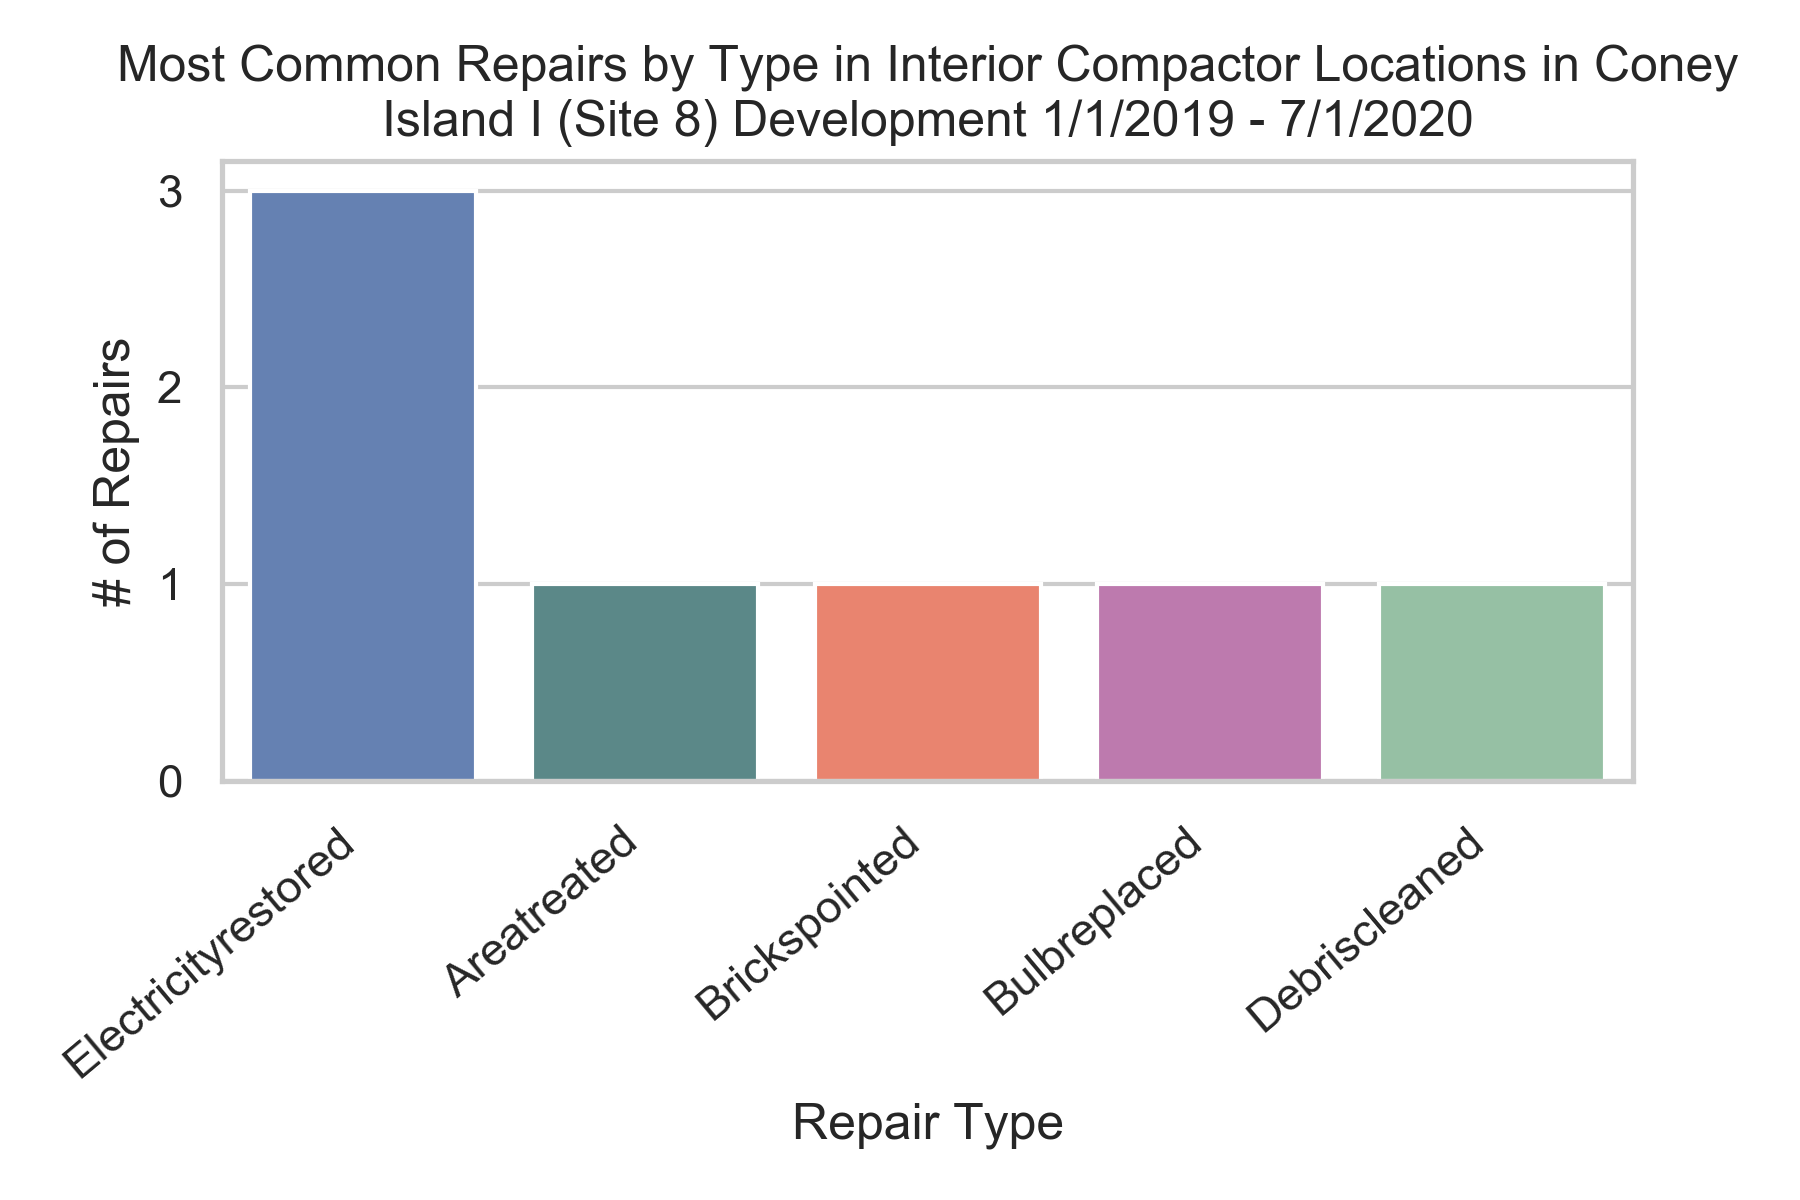 Most Common Repairs by Type in Interior Compactor Locations in Coney
Island I (Site 8) Development 1/1/2019 - 7/1/2020
# of Repairs
3
2
1
0
Electricityrestored
Areatreated
Brickspointed
Bulbreplaced
Debriscleaned
Repair Type